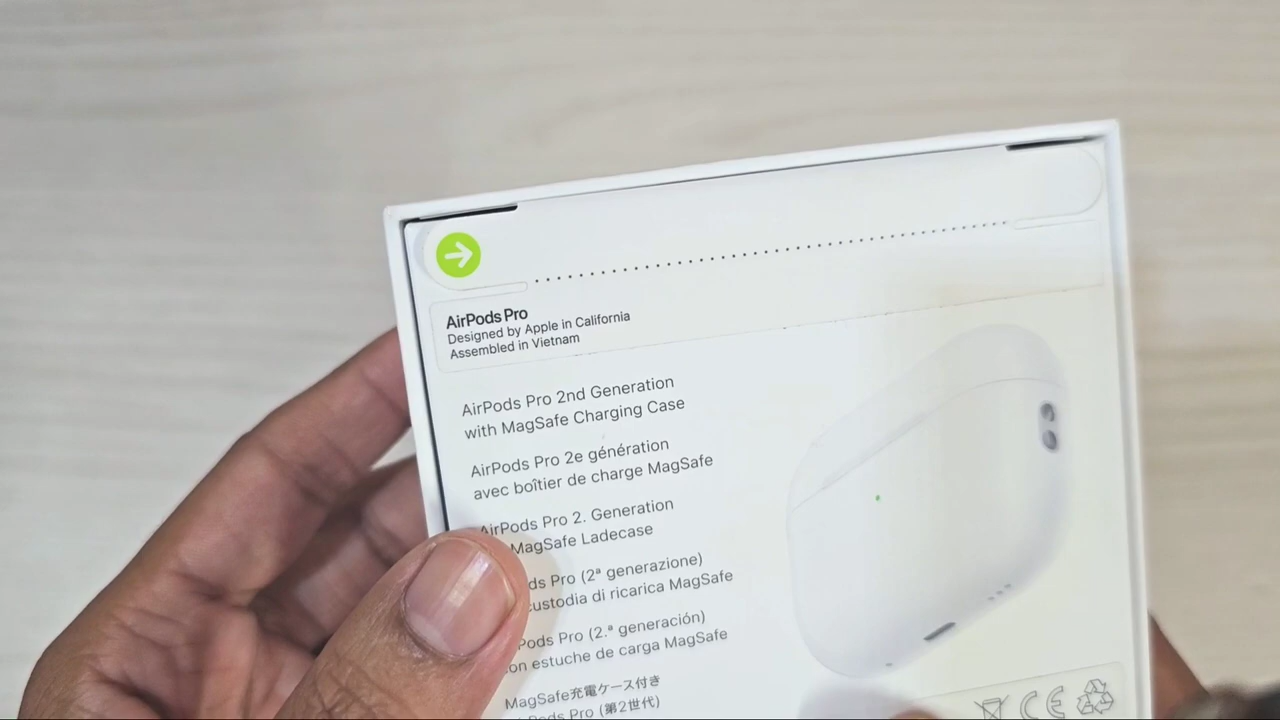 AirPods Pro
Designed by Apple in California
Assembled in Vietnam
AirPods Pro 2nd Generation
with MagSafe Charging Case
AirPods Pro 2e génération
avec boîtier de charge MagSafe
AirPods Pro 2. Generation
MagSafe Ladecase
Pro (2ª generazione)
custodia di ricarica MagSafe
Pods Pro (2.ª generación)
on estuche de carga MagSafe
MagSafe充電ケース付き
Pods Pro (第2世代)
CE